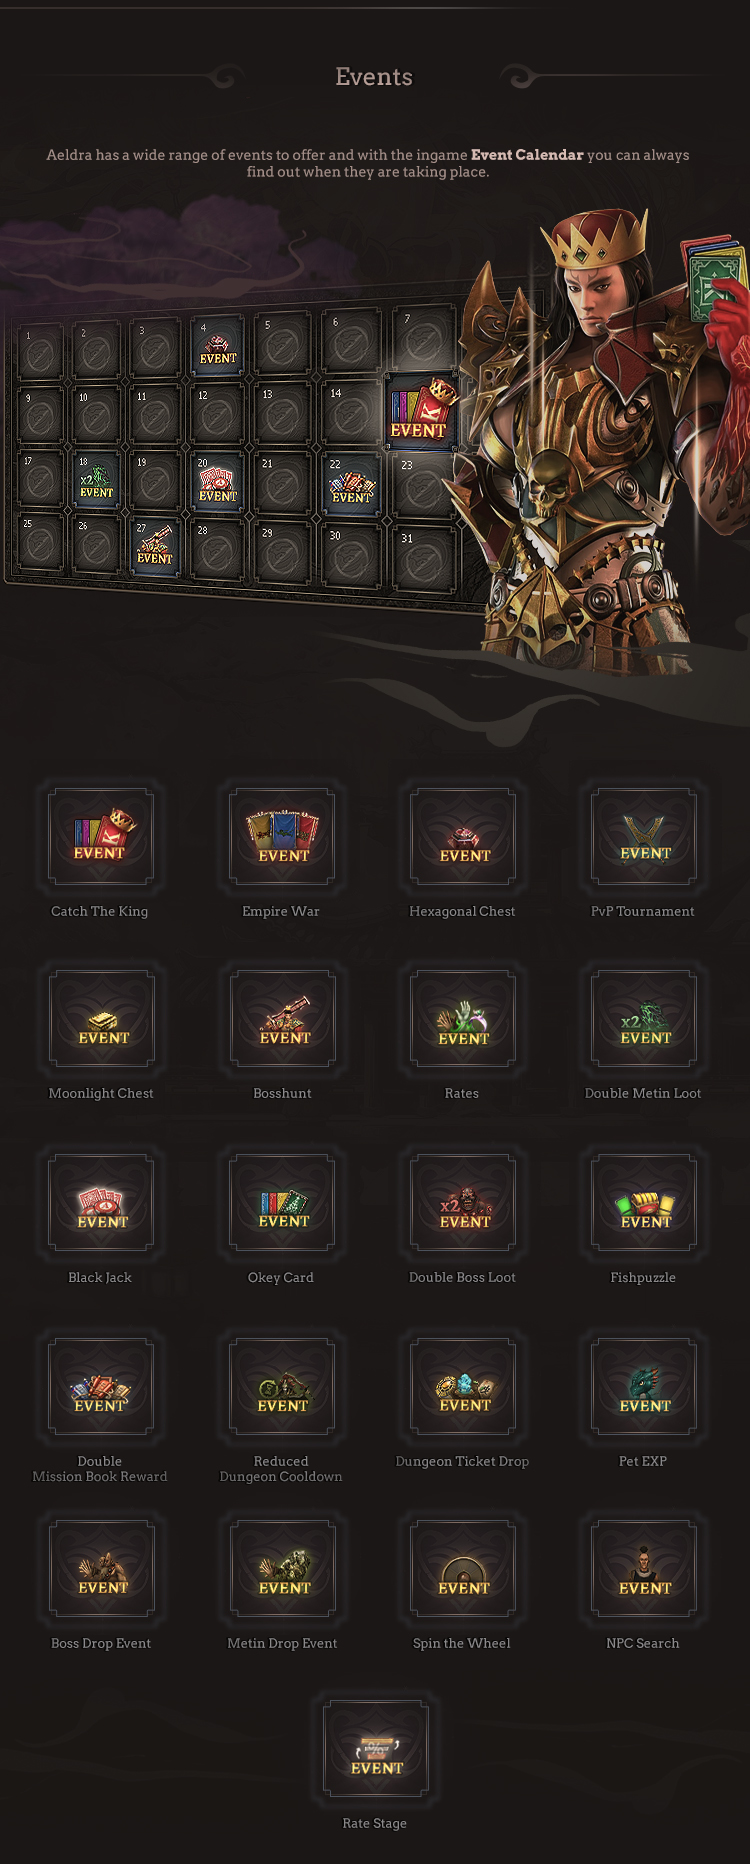 Events
Aeldra has a wide range of events to offer and with the ingame Event Calendar you can always
find out when they are taking place.
1 2 3 4 5 6 7
EVENT
9 10 11 12 13 14
EVENT
17 18 19 20 21 22 23
x2
EVENT EVENT EVENT
25 26 27 28 29 30 31
EVENT
EVENT EVENT EVENT EVENT
Catch The King Empire War Hexagonal Chest PvP Tournament
x2
EVENT EVENT EVENT EVENT
Moonlight Chest Bosshunt Rates Double Metin Loot
x2
EVENT EVENT EVENT EVENT
Black Jack Okey Card Double Boss Loot Fishpuzzle
EVENT EVENT EVENT EVENT
Double Reduced Dungeon Ticket Drop Pet EXP
Mission Book Reward Dungeon Cooldown
EVENT EVENT EVENT EVENT
Boss Drop Event Metin Drop Event Spin the Wheel NPC Search
EVENT
Rate Stage